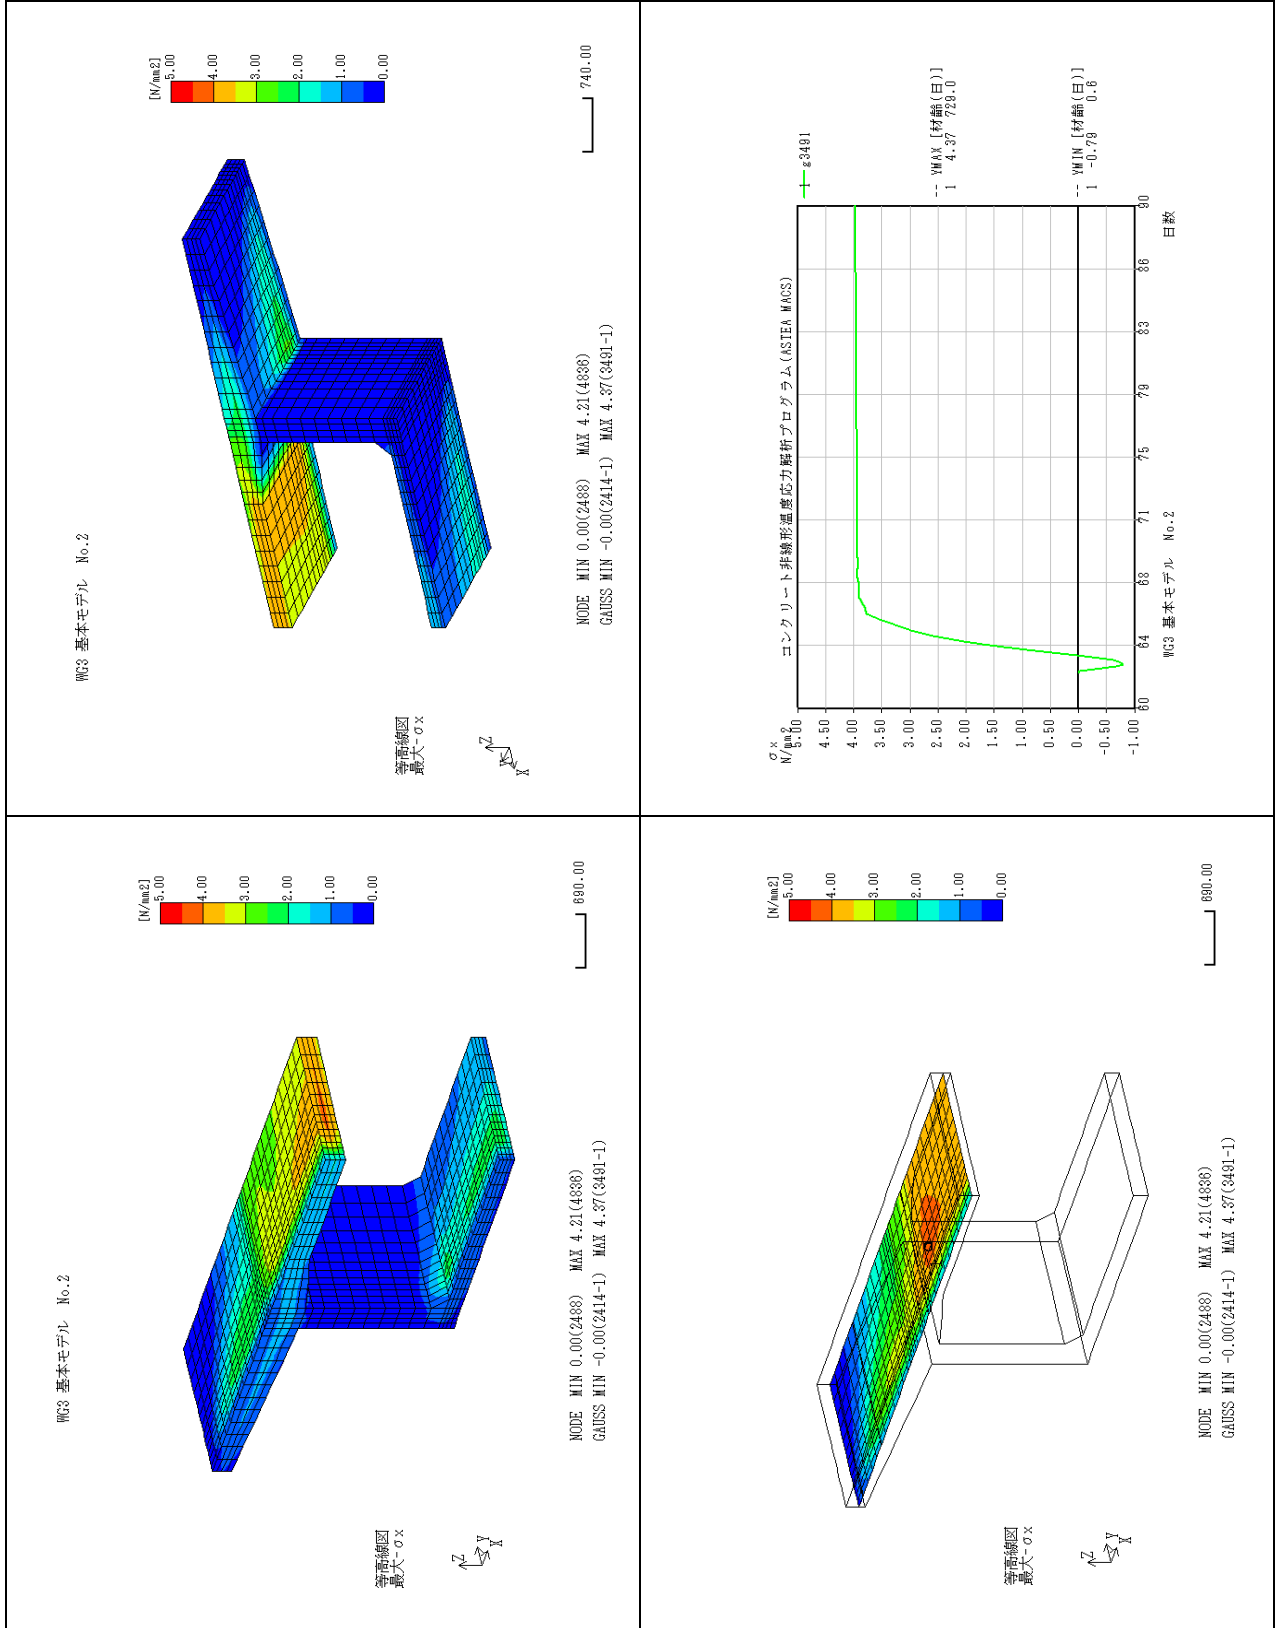 WG3 基本モデル No.2
[N/mm2]
5.00
4.00
3.00
2.00
1.00
0.00
690.00
等高線図
最大-σx
Z
Y
X
NODE MIN 0.00(2488) MAX 4.21(4836)
GAUSS MIN -0.00(2414-1) MAX 4.37(3491-1)
WG3 基本モデル No.2
[N/mm2]
5.00
4.00
3.00
2.00
1.00
0.00
740.00
等高線図
最大-σx
Z
Y
X
NODE MIN 0.00(2488) MAX 4.21(4836)
GAUSS MIN -0.00(2414-1) MAX 4.37(3491-1)
[N/mm2]
5.00
4.00
3.00
2.00
1.00
0.00
690.00
等高線図
最大-σx
Z
Y
X
NODE MIN 0.00(2488) MAX 4.21(4836)
GAUSS MIN -0.00(2414-1) MAX 4.37(3491-1)
コンクリート非線形温度応力解析プログラム(ASTEA MACS)
σx
N/mm2
5.00
4.50
4.00
3.50
3.00
2.50
2.00
1.50
1.00
0.50
0.00
-0.50
-1.00
60 64 68 71 75 79 83 86 90
日数
1 g3491
-- YMAX [材齢(日)]
1 4.37 729.0
-- YMIN [材齢(日)]
1 -0.79 0.6
WG3 基本モデル No.2